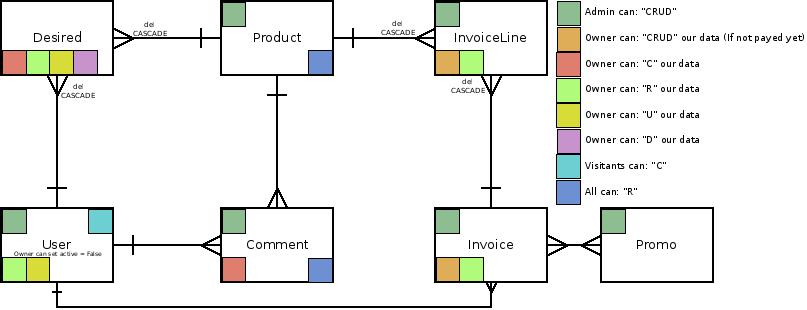 Desired
del
CASCADE
Product
del
CASCADE
InvoiceLine
Admin can: "CRUD"
Owner can: "CRUD" our data (If not payed yet)
Owner can: "C" our data
Owner can: "R" our data
Owner can: "U" our data
Owner can: "D" our data
Visitants can: "C"
All can: "R"
del
CASCADE
del
CASCADE
User
Owner can set active = False
Comment
Invoice
Promo